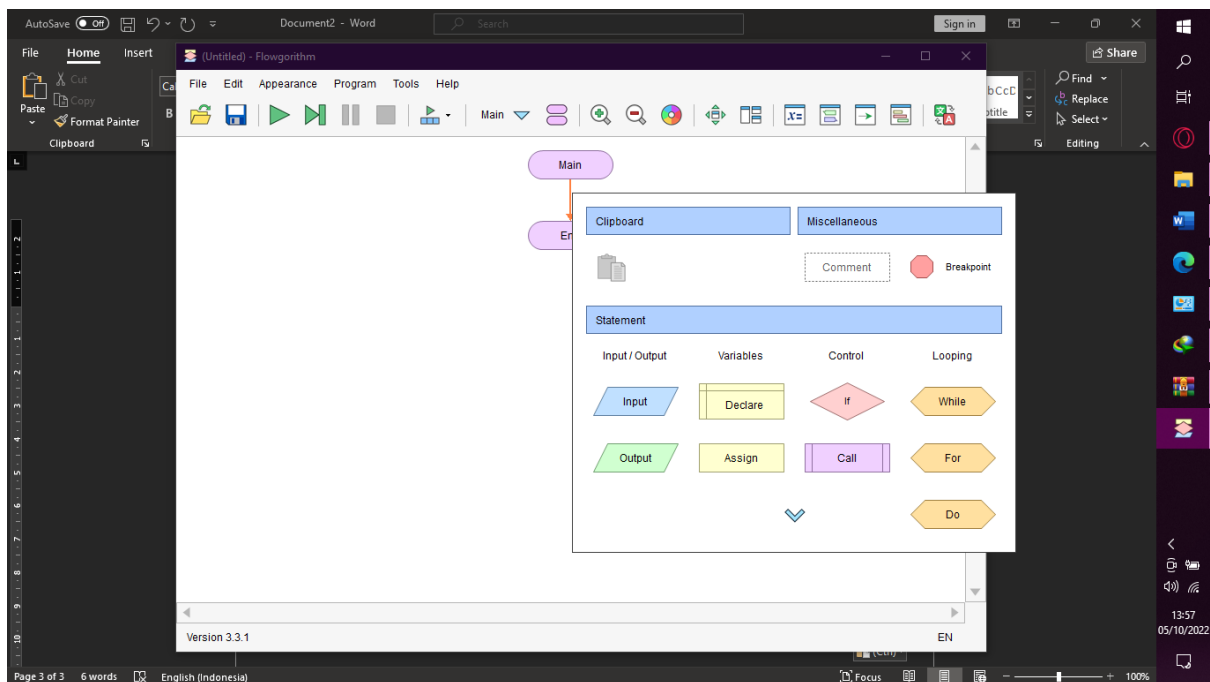 AutoSave Off Document2 - Word Search Sign in
File Home Insert Share
Cut
Copy
Paste
Format Painter
Clipboard
Ca
B
bCcD
btitle
Find
Replace
Select
Editing
(Untitled) - Flowgorithm
File Edit Appearance Program Tools Help
Main
x=
Main
Clipboard Miscellaneous
Comment Breakpoint
Statement
Input / Output Variables Control Looping
Input Declare If While
Output Assign Call For
Do
Version 3.3.1 EN
13:57
05/10/2022
Page 3 of 3 6 words English (Indonesia) Focus 100%